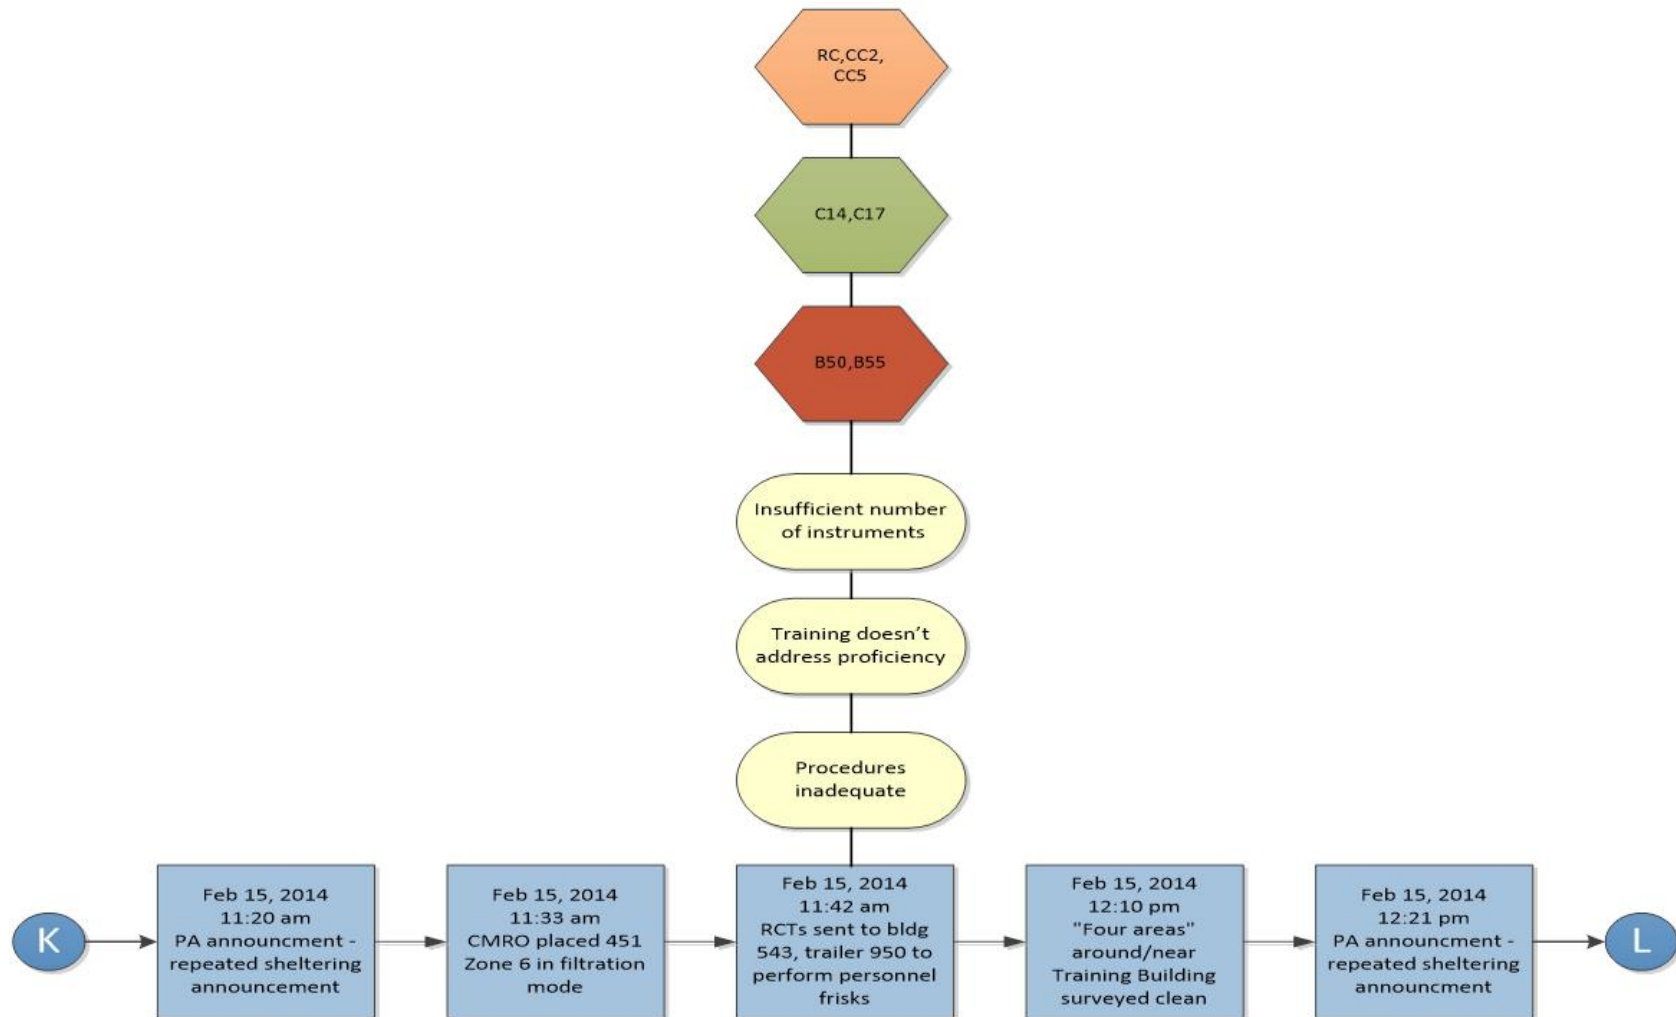 RC,CC2,
CC5
C14,C17
B50,B55
Insufficient number
of instruments
Training doesn’t
address proficiency
Procedures
inadequate
K
Feb 15, 2014
11:20 am
PA announcment -
repeated sheltering
announcement
Feb 15, 2014
11:33 am
CMRO placed 451
Zone 6 in filtration
mode
Feb 15, 2014
11:42 am
RCTs sent to bldg
543, trailer 950 to
perform personnel
frisks
Feb 15, 2014
12:10 pm
"Four areas"
around/near
Training Building
surveyed clean
Feb 15, 2014
12:21 pm
PA announcment -
repeated sheltering
announcment
L